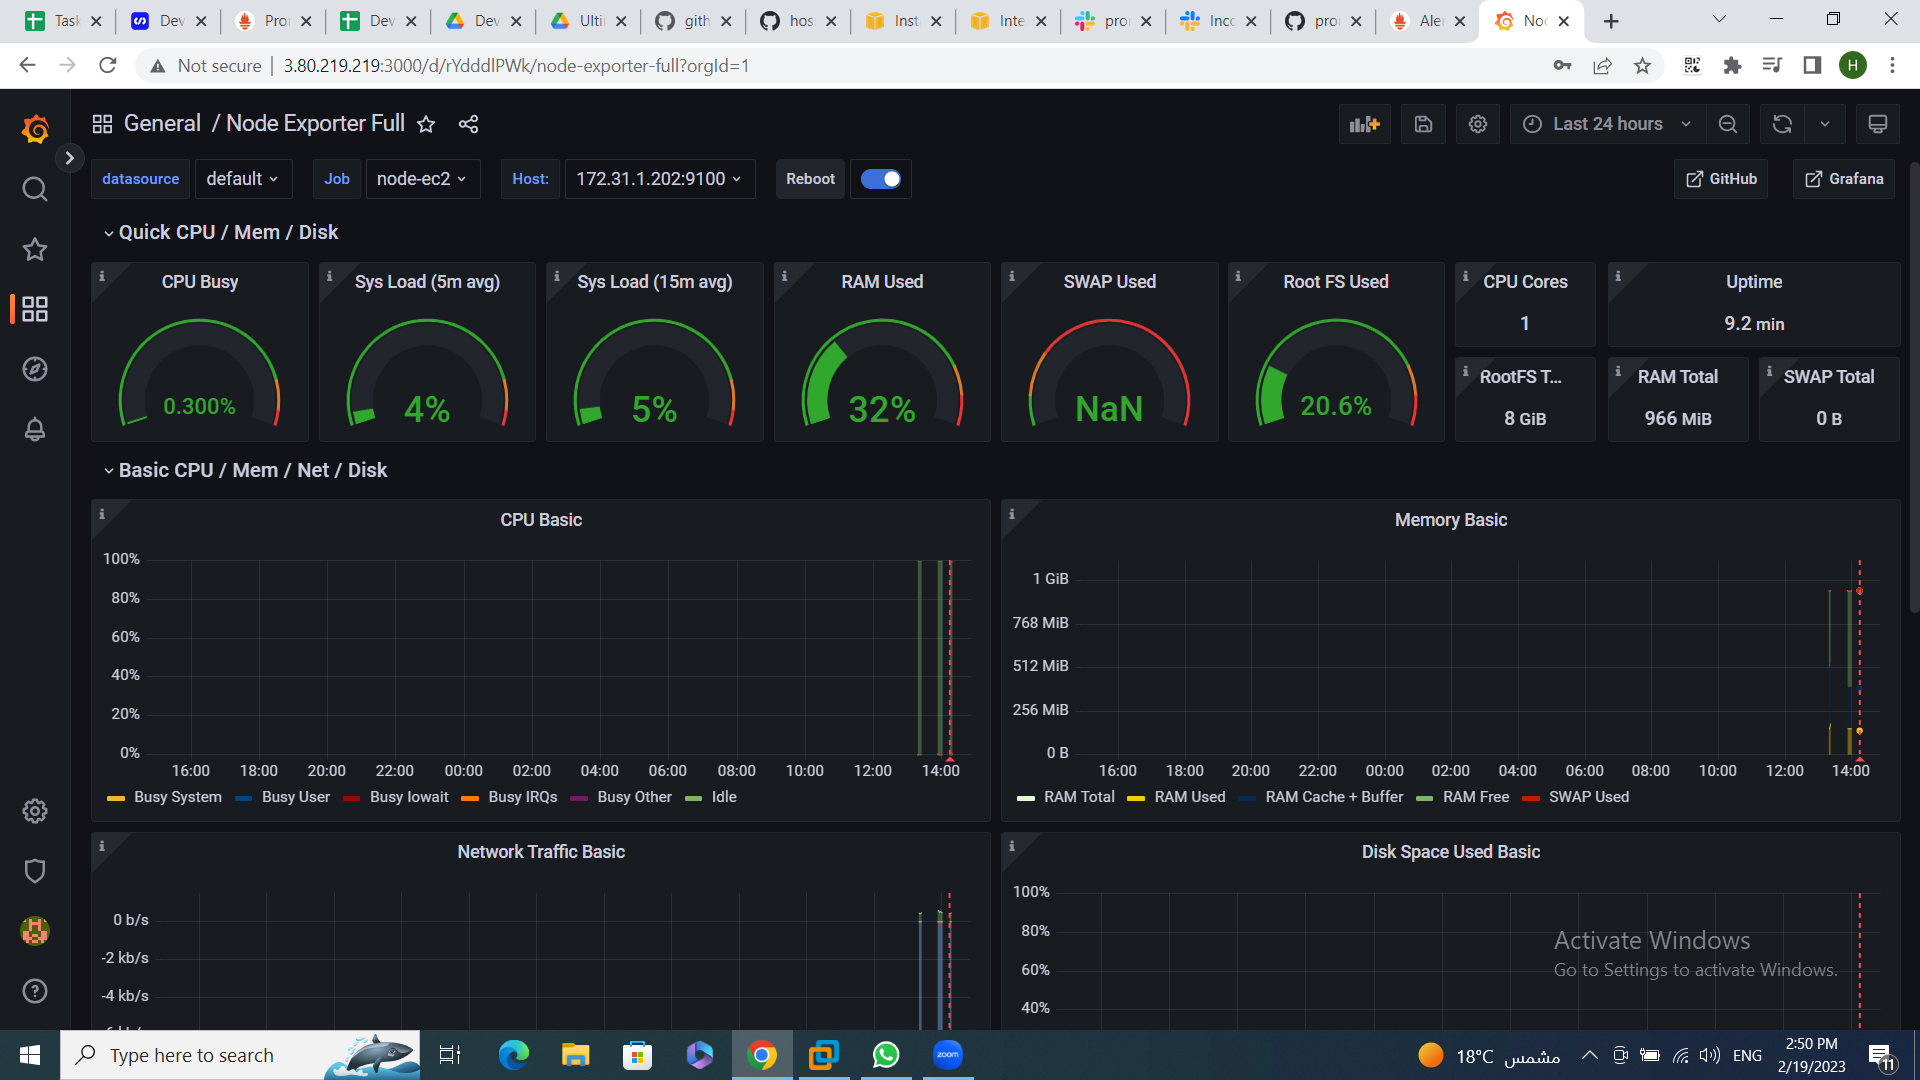 Task
Dev
Pro
Dev
Dev
Ulti
gith
hos
Inst
Inte
pro
Inco
pro
Aler
Noc
Not secure
3.80.219.219:3000/d/rYdddlPWk/node-exporter-full?orgId=1
H
General / Node Exporter Full
Last 24 hours
datasource default
Job node-ec2
Host: 172.31.1.202:9100
Reboot
GitHub
Grafana
Quick CPU / Mem / Disk
CPU Busy
0.300%
Sys Load (5m avg)
4%
Sys Load (15m avg)
5%
RAM Used
32%
SWAP Used
NaN
Root FS Used
20.6%
CPU Cores
1
Uptime
9.2 min
RootFS T...
8 GiB
RAM Total
966 MiB
SWAP Total
0 B
Basic CPU / Mem / Net / Disk
CPU Basic
100%
80%
60%
40%
20%
0%
16:00 18:00 20:00 22:00 00:00 02:00 04:00 06:00 08:00 10:00 12:00 14:00
Busy System Busy User Busy Iowait Busy IRQs Busy Other Idle
Memory Basic
1 GiB
768 MiB
512 MiB
256 MiB
0 B
16:00 18:00 20:00 22:00 00:00 02:00 04:00 06:00 08:00 10:00 12:00 14:00
RAM Total RAM Used RAM Cache + Buffer RAM Free SWAP Used
Network Traffic Basic
0 b/s
-2 kb/s
-4 kb/s
Disk Space Used Basic
100%
80%
60%
40%
Activate Windows
Go to Settings to activate Windows.
Type here to search
zoom
18°C مشمس
ENG
2:50 PM
2/19/2023
11